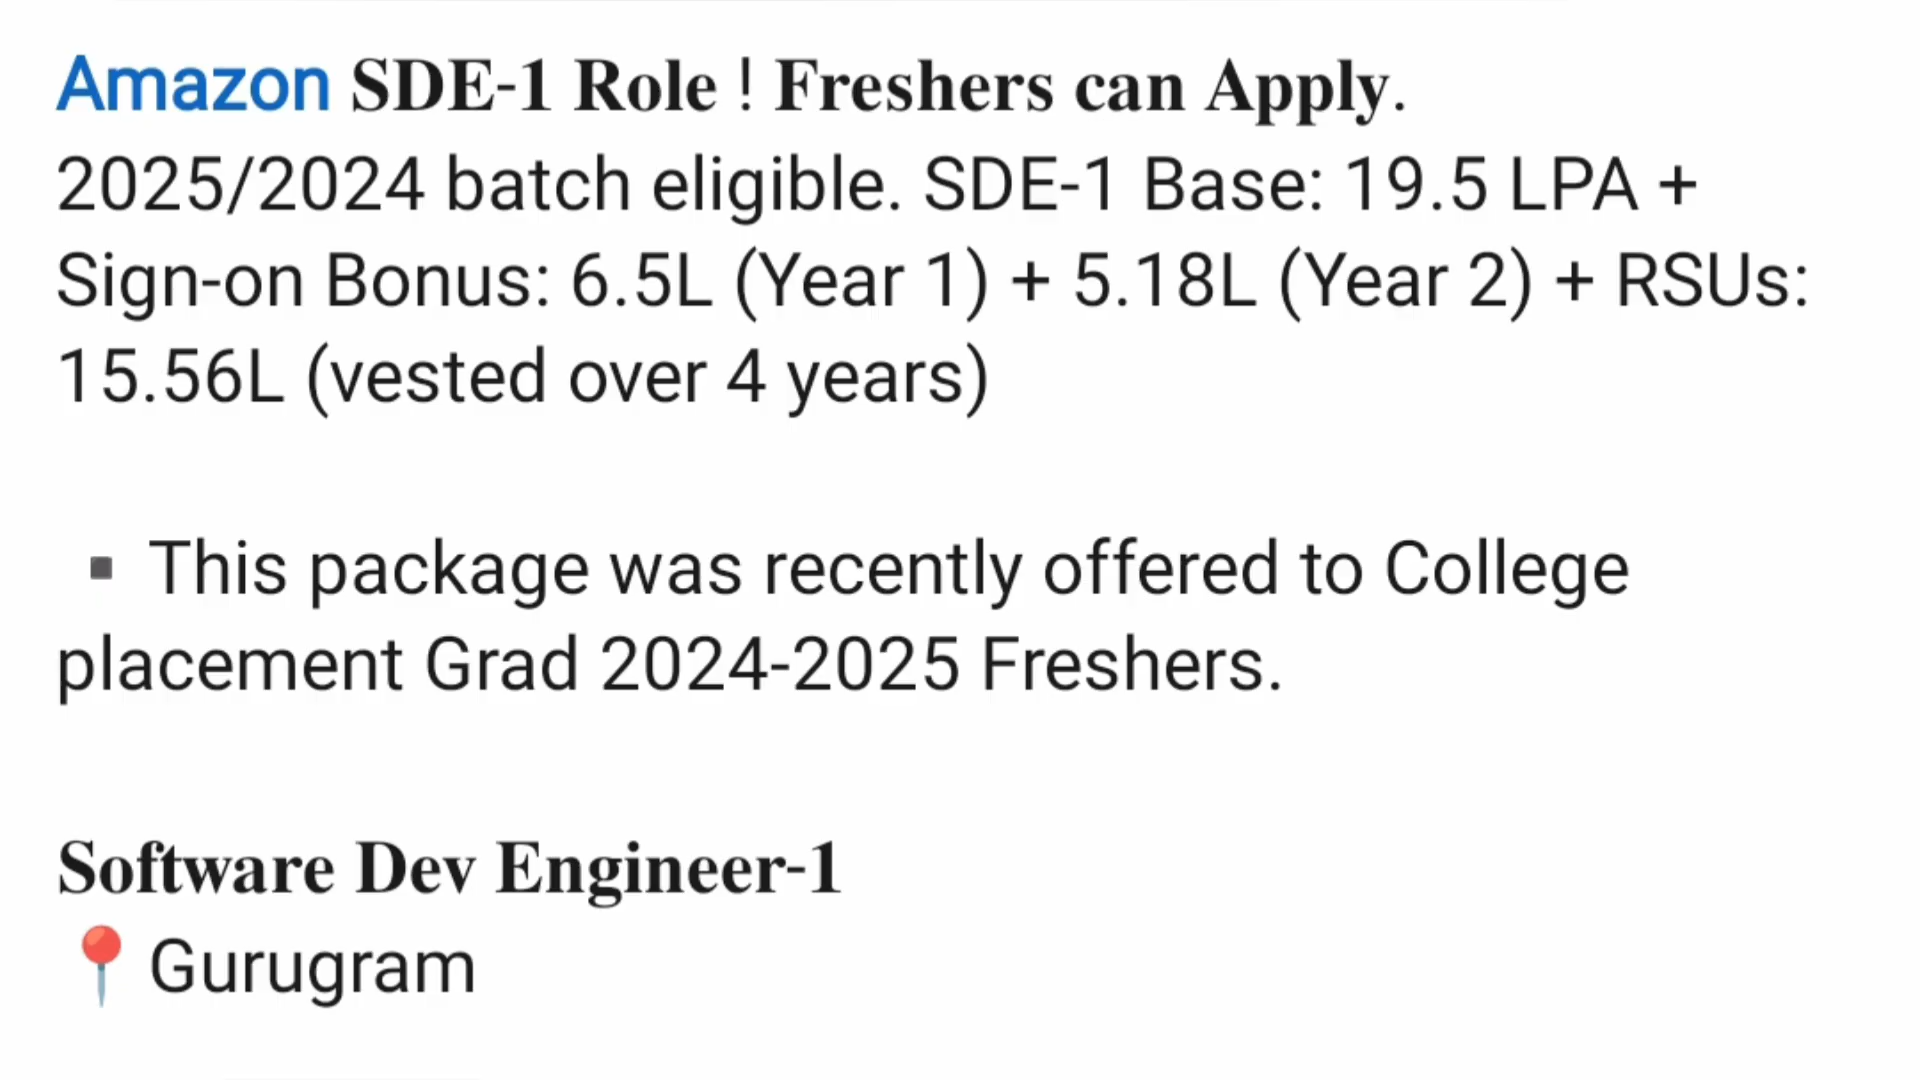 Amazon SDE-1 Role ! Freshers can Apply.
2025/2024 batch eligible. SDE-1 Base: 19.5 LPA +
Sign-on Bonus: 6.5L (Year 1) + 5.18L (Year 2) + RSUs:
15.56L (vested over 4 years)
▪ This package was recently offered to College
placement Grad 2024-2025 Freshers.
Software Dev Engineer-1
📍 Gurugram